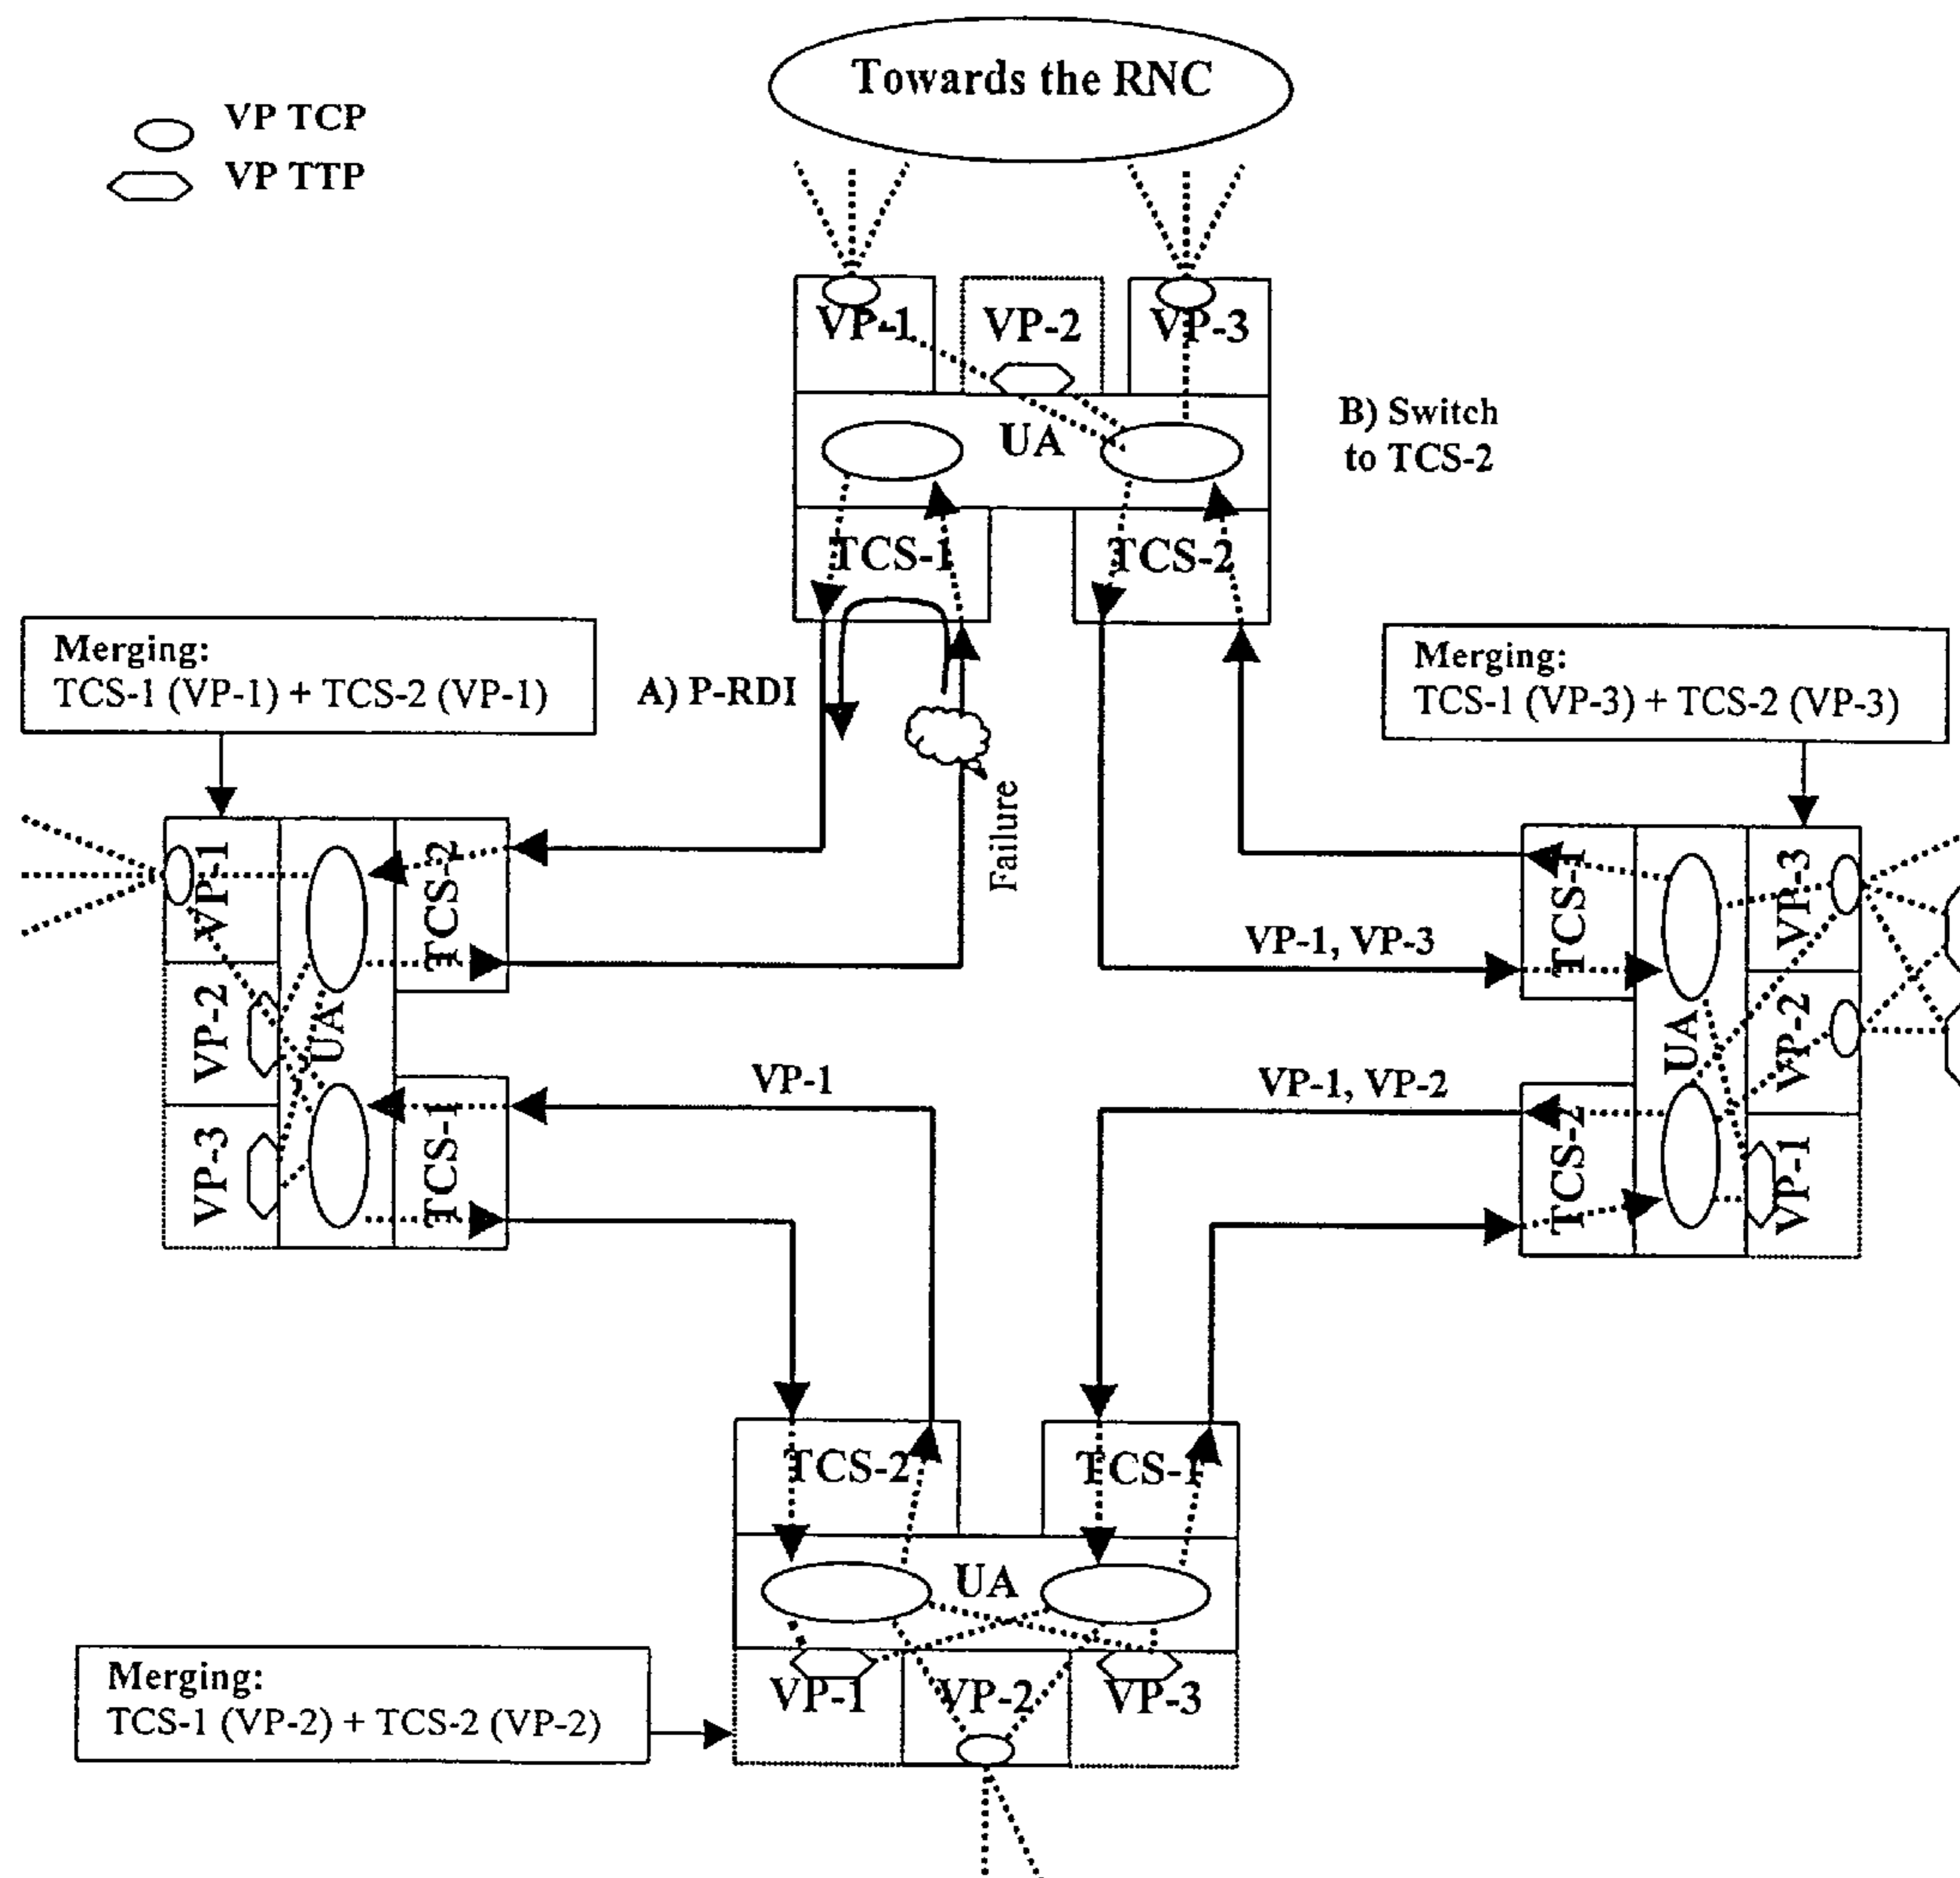 Towards the RNC
VP TCP
VP TTP
VP-1
VP-2
VP-3
UA
B) Switch
to TCS-2
TCS-1
TCS-2
Merging:
TCS-1 (VP-1) + TCS-2 (VP-1)
A) P-RDI
Failure
Merging:
TCS-1 (VP-3) + TCS-2 (VP-3)
VP-1
VP-2
VP-3
UA
TCS-2
TCS-1
VP-1, VP-3
VP-1
VP-1, VP-2
TCS-1
TCS-2
UA
VP-3
VP-2
VP-1
TCS-2
TCS-1
UA
VP-1
VP-2
VP-3
Merging:
TCS-1 (VP-2) + TCS-2 (VP-2)